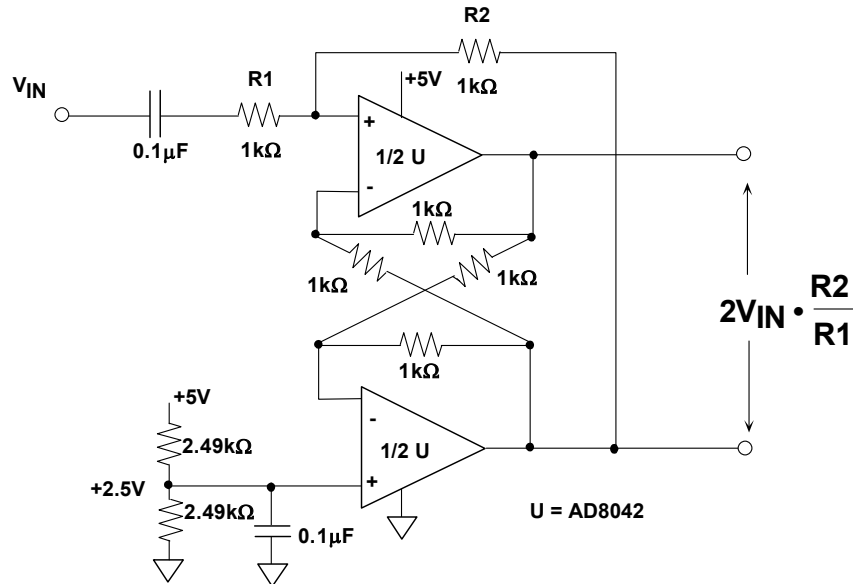 R2
1kΩ
+5V
VIN
R1
0.1μF
1kΩ
+
1/2 U
-
1kΩ
1kΩ
1kΩ
1kΩ
2VIN • R2
R1
+5V
2.49kΩ
+2.5V
2.49kΩ
0.1μF
-
1/2 U
+
U = AD8042